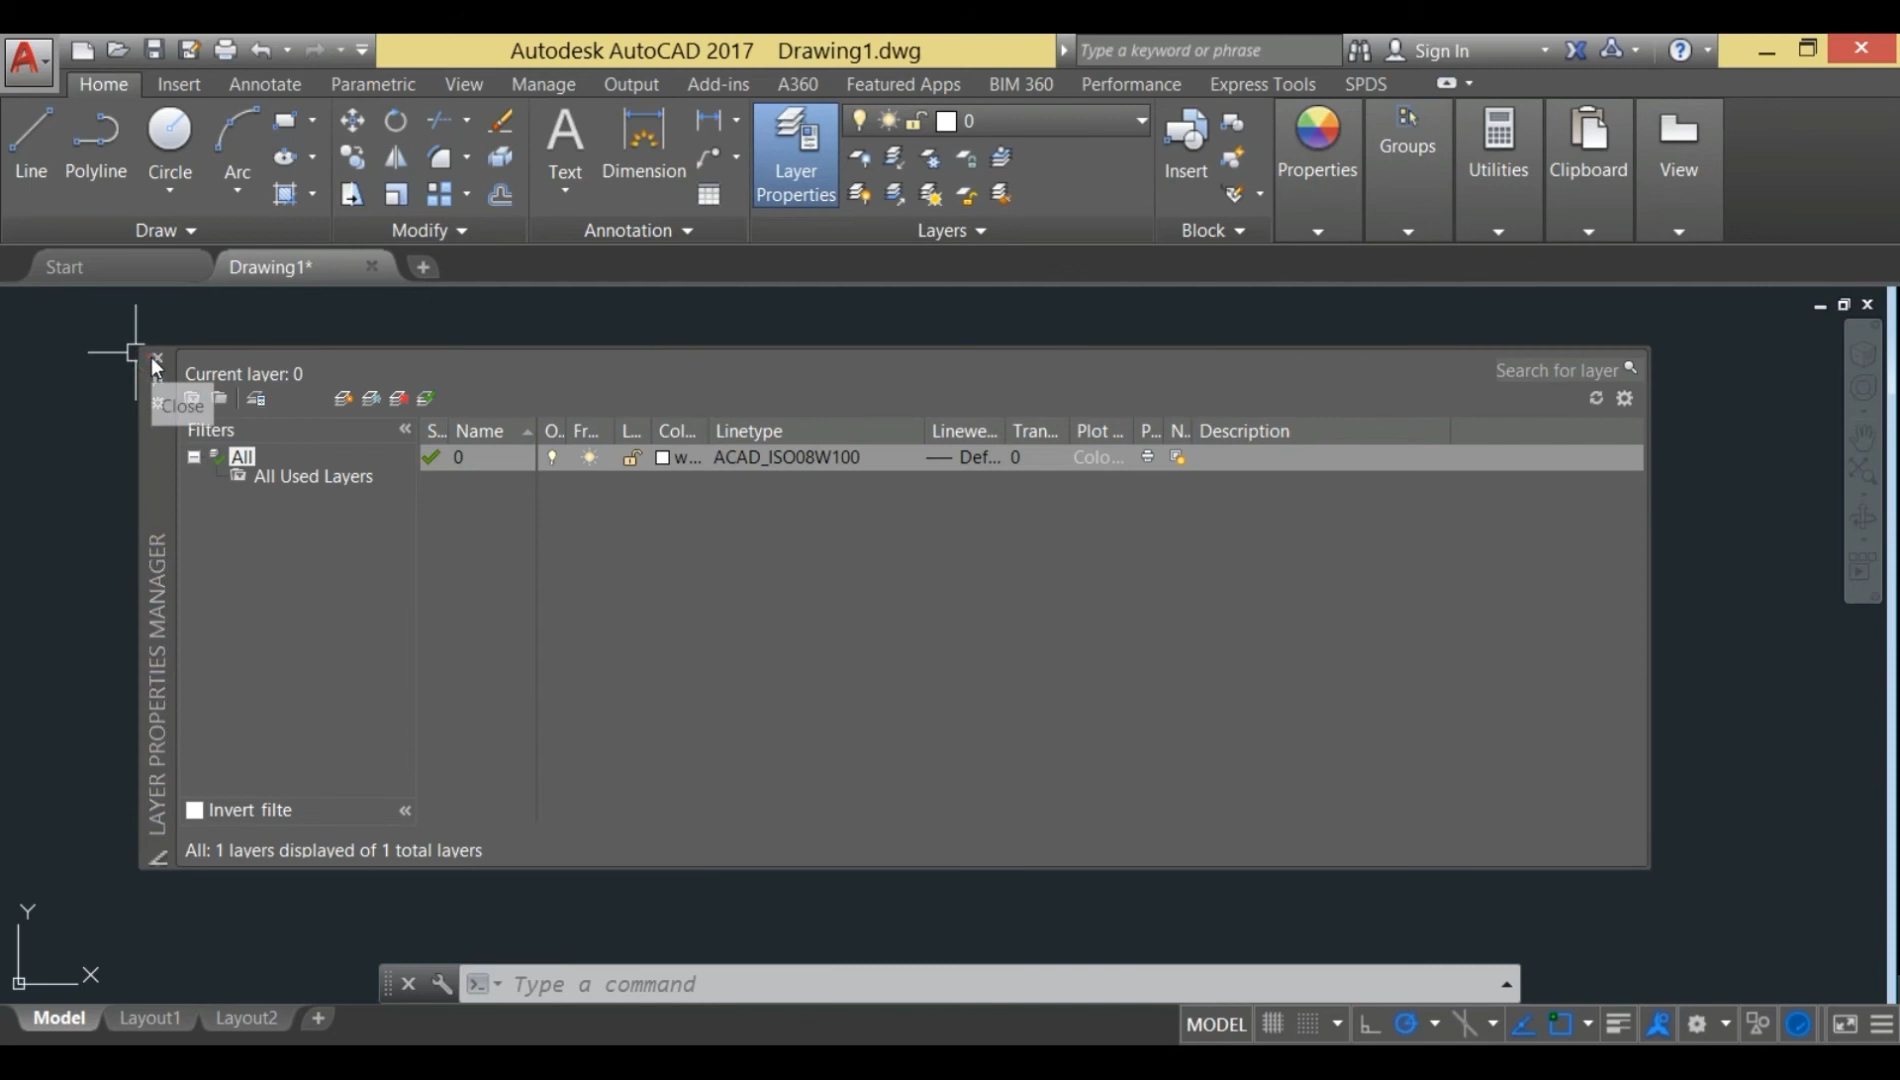 Autodesk AutoCAD 2017 Drawing1.dwg
Type a keyword or phrase
Sign In
Home Insert Annotate Parametric View Manage Output Add-ins A360 Featured Apps BIM 360 Performance Express Tools SPDS
Line Polyline Circle Arc
Text Dimension
Layer Properties
0
Insert
Properties Groups Utilities Clipboard View
Draw Modify Annotation Layers Block
Start Drawing1*
Current layer: 0
Search for layer
Close
Filters
S... Name O.. Fr... L... Col... Linetype Linewe... Tran... Plot ... P... N.. Description
All
0 w... ACAD_ISO08W100 Def... 0 Colo...
All Used Layers
LAYER PROPERTIES MANAGER
Invert filte
All: 1 layers displayed of 1 total layers
Y
X
Type a command
Model Layout1 Layout2
MODEL